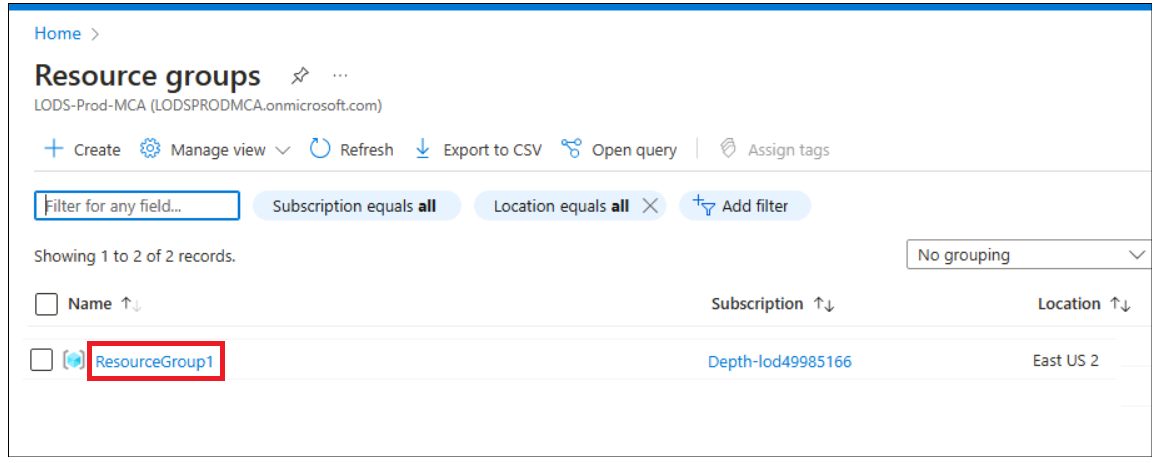 Home >
Resource groups ...
LODS-Prod-MCA (LODSPRODMCA.onmicrosoft.com)
+ Create Manage view Refresh Export to CSV Open query Assign tags
Filter for any field... Subscription equals all Location equals all Add filter
Showing 1 to 2 of 2 records. No grouping
Name ↑↓ Subscription ↑↓ Location ↑↓
ResourceGroup1 Depth-lod49985166 East US 2